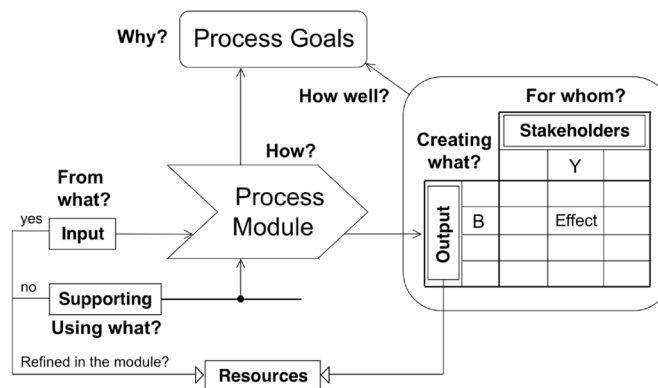 Why?
Process Goals
How well?
For whom?
Stakeholders
Creating
what?
Y
How?
From
what?
Process
Module
yes
Input
Output
B
Effect
no
Supporting
Using what?
Refined in the module?
Resources